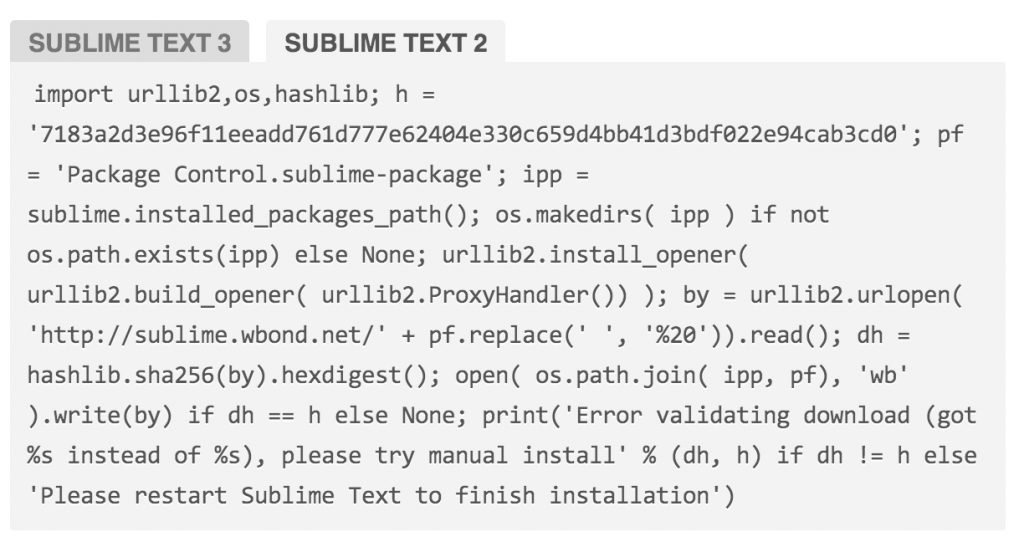 SUBLIME TEXT 3 SUBLIME TEXT 2
import urllib2,os,hashlib; h =
'7183a2d3e96f11eeadd761d777e62404e330c659d4bb41d3bdf022e94cab3cd0'; pf
= 'Package Control.sublime-package'; ipp =
sublime.installed_packages_path(); os.makedirs( ipp ) if not
os.path.exists(ipp) else None; urllib2.install_opener(
urllib2.build_opener( urllib2.ProxyHandler()) ); by = urllib2.urlopen(
'http://sublime.wbond.net/' + pf.replace(' ', '%20')).read(); dh =
hashlib.sha256(by).hexdigest(); open( os.path.join( ipp, pf), 'wb'
).write(by) if dh == h else None; print('Error validating download (got
%s instead of %s), please try manual install' % (dh, h) if dh != h else
'Please restart Sublime Text to finish installation')